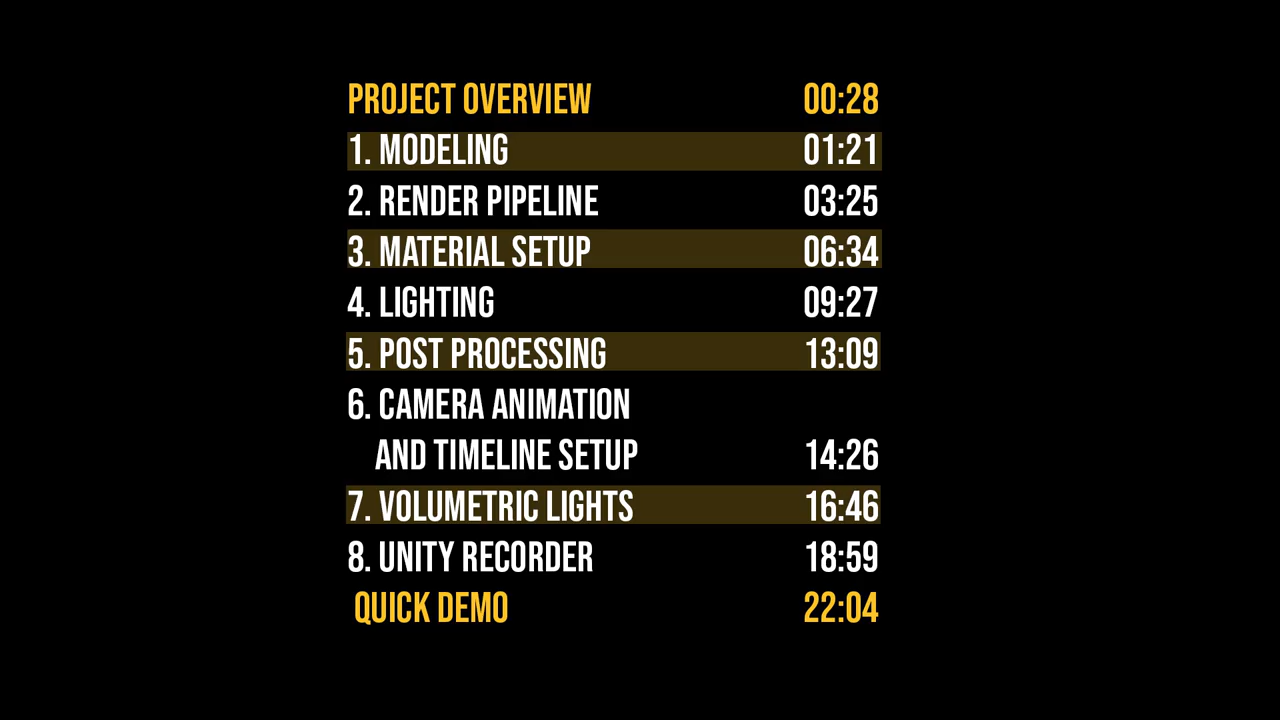 PROJECT OVERVIEW 00:28
1. MODELING 01:21
2. RENDER PIPELINE 03:25
3. MATERIAL SETUP 06:34
4. LIGHTING 09:27
5. POST PROCESSING 13:09
6. CAMERA ANIMATION
AND TIMELINE SETUP 14:26
7. VOLUMETRIC LIGHTS 16:46
8. UNITY RECORDER 18:59
QUICK DEMO 22:04